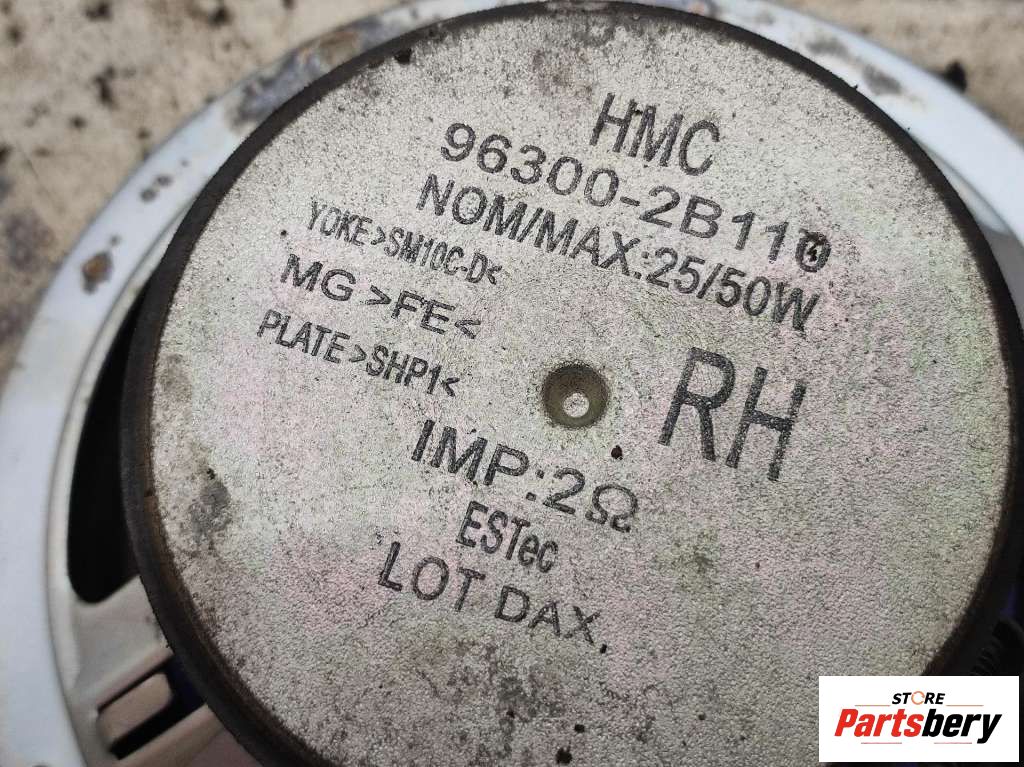 HMC
96300-2B110
NOM/MAX:25/50W
YOKE>SM10C-D<
MG>FE<
PLATE>SHP1<
RH
IMP:2Ω
ESTec
LOT DAX.
STORE
Partsbery